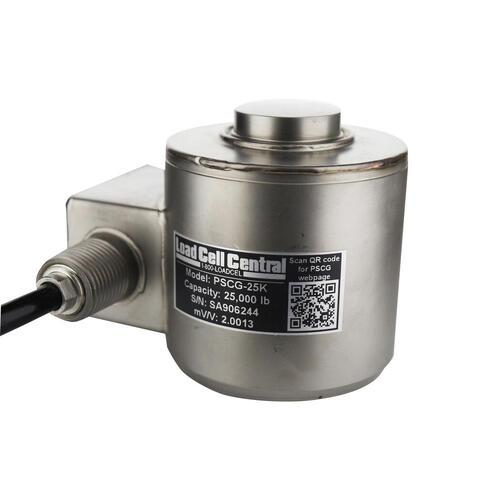 Load Cell Central
1-800-LOADCEL
Model: PSCG-25K
Capacity: 25,000 lb
S/N: SA906244
mV/V: 2.0013
Scan QR code
for PSCG
webpage